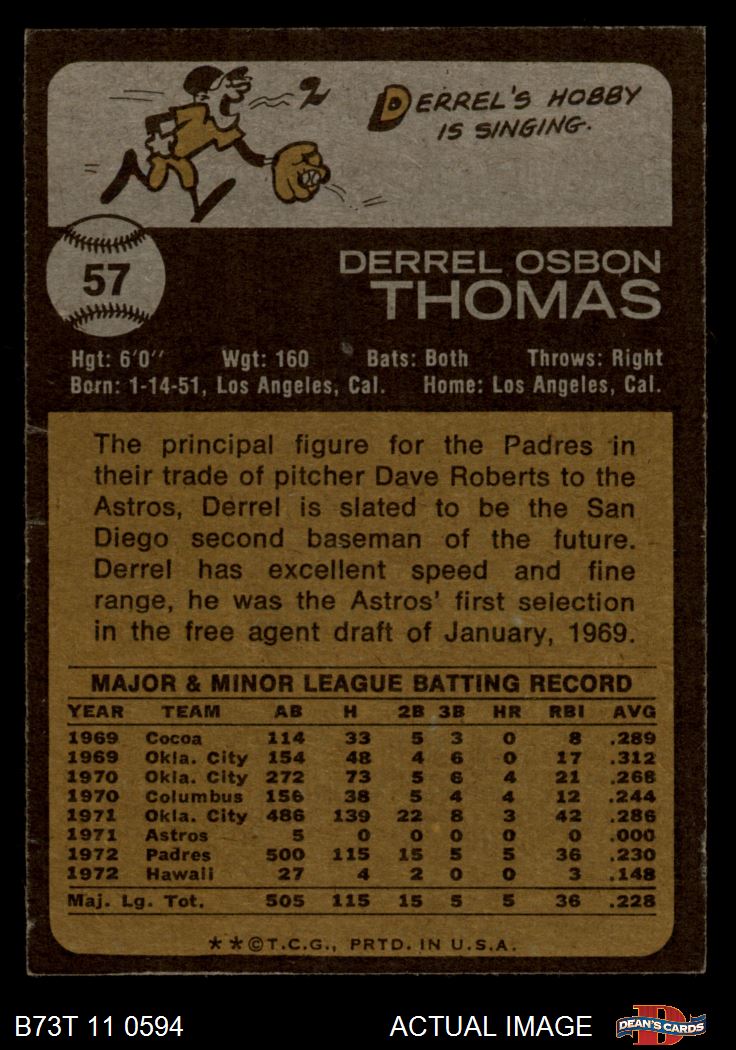 DERREL'S HOBBY
IS SINGING.
57
DERREL OSBON
THOMAS
Hgt: 6'0" Wgt: 160 Bats: Both Throws: Right
Born: 1-14-51, Los Angeles, Cal. Home: Los Angeles, Cal.
The principal figure for the Padres in
their trade of pitcher Dave Roberts to the
Astros, Derrel is slated to be the San
Diego second baseman of the future.
Derrel has excellent speed and fine
range, he was the Astros' first selection
in the free agent draft of January, 1969.
MAJOR & MINOR LEAGUE BATTING RECORD
YEAR TEAM AB H 2B 3B HR RBI AVG
1969 Cocoa 114 33 5 3 0 8 .289
1969 Okla. City 154 48 4 6 0 17 .312
1970 Okla. City 272 73 5 6 4 21 .268
1970 Columbus 156 38 5 4 4 12 .244
1971 Okla. City 486 139 22 8 3 42 .286
1971 Astros 5 0 0 0 0 0 .000
1972 Padres 500 115 15 5 5 36 .230
1972 Hawaii 27 4 2 0 0 3 .148
Maj. Lg. Tot. 505 115 15 5 5 36 .228
**©T.C.G., PRTD. IN U.S.A.
B73T 11 0594 ACTUAL IMAGE DEAN'S CARDS